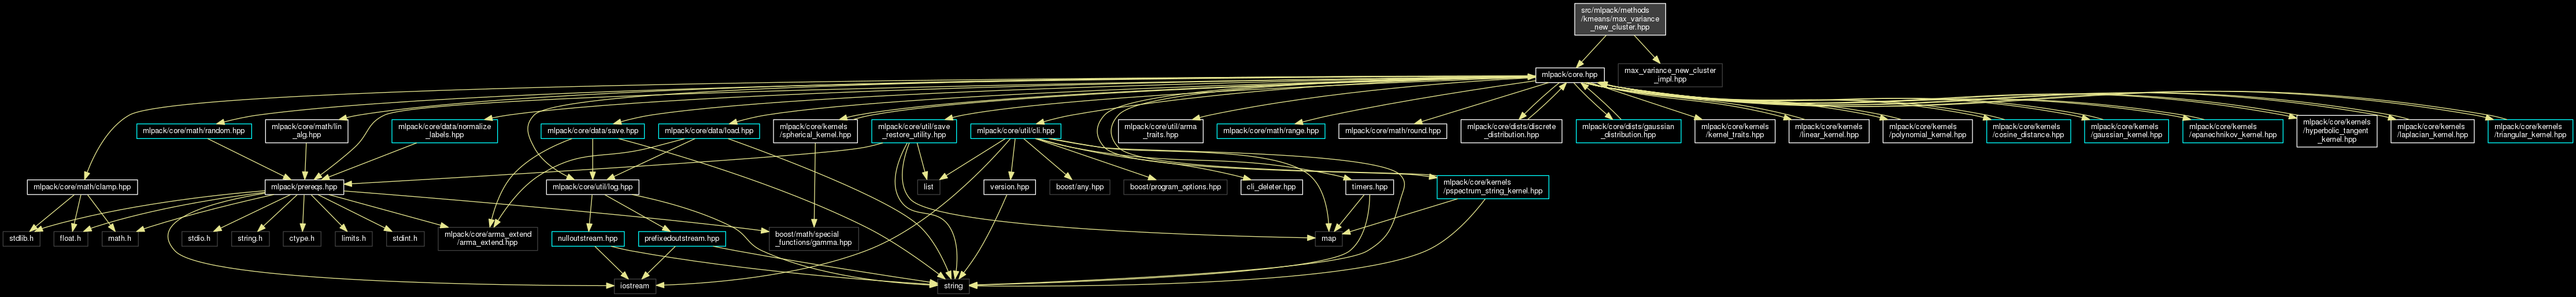 src/mlpack/methods
/kmeans/max_variance
_new_cluster.hpp
mlpack/core.hpp
max_variance_new_cluster
_impl.hpp
mlpack/core/math/random.hpp
mlpack/core/math/lin
_alg.hpp
mlpack/core/data/normalize
_labels.hpp
mlpack/core/data/save.hpp
mlpack/core/data/load.hpp
mlpack/core/kernels
/spherical_kernel.hpp
mlpack/core/util/save
_restore_utility.hpp
mlpack/core/util/cli.hpp
mlpack/core/util/arma
_traits.hpp
mlpack/core/math/range.hpp
mlpack/core/math/round.hpp
mlpack/core/dists/discrete
_distribution.hpp
mlpack/core/dists/gaussian
_distribution.hpp
mlpack/core/kernels
/kernel_traits.hpp
mlpack/core/kernels
/linear_kernel.hpp
mlpack/core/kernels
/polynomial_kernel.hpp
mlpack/core/kernels
/cosine_distance.hpp
mlpack/core/kernels
/gaussian_kernel.hpp
mlpack/core/kernels
/epanechnikov_kernel.hpp
mlpack/core/kernels
/hyperbolic_tangent
_kernel.hpp
mlpack/core/kernels
/laplacian_kernel.hpp
mlpack/core/kernels
/triangular_kernel.hpp
mlpack/core/math/clamp.hpp
mlpack/prereqs.hpp
mlpack/core/util/log.hpp
list
version.hpp
boost/any.hpp
boost/program_options.hpp
cli_deleter.hpp
timers.hpp
mlpack/core/kernels
/pspectrum_string_kernel.hpp
stdlib.h
float.h
math.h
stdio.h
string.h
ctype.h
limits.h
stdint.h
mlpack/core/arma_extend
/arma_extend.hpp
nulloutstream.hpp
prefixedoutstream.hpp
boost/math/special
_functions/gamma.hpp
map
iostream
string